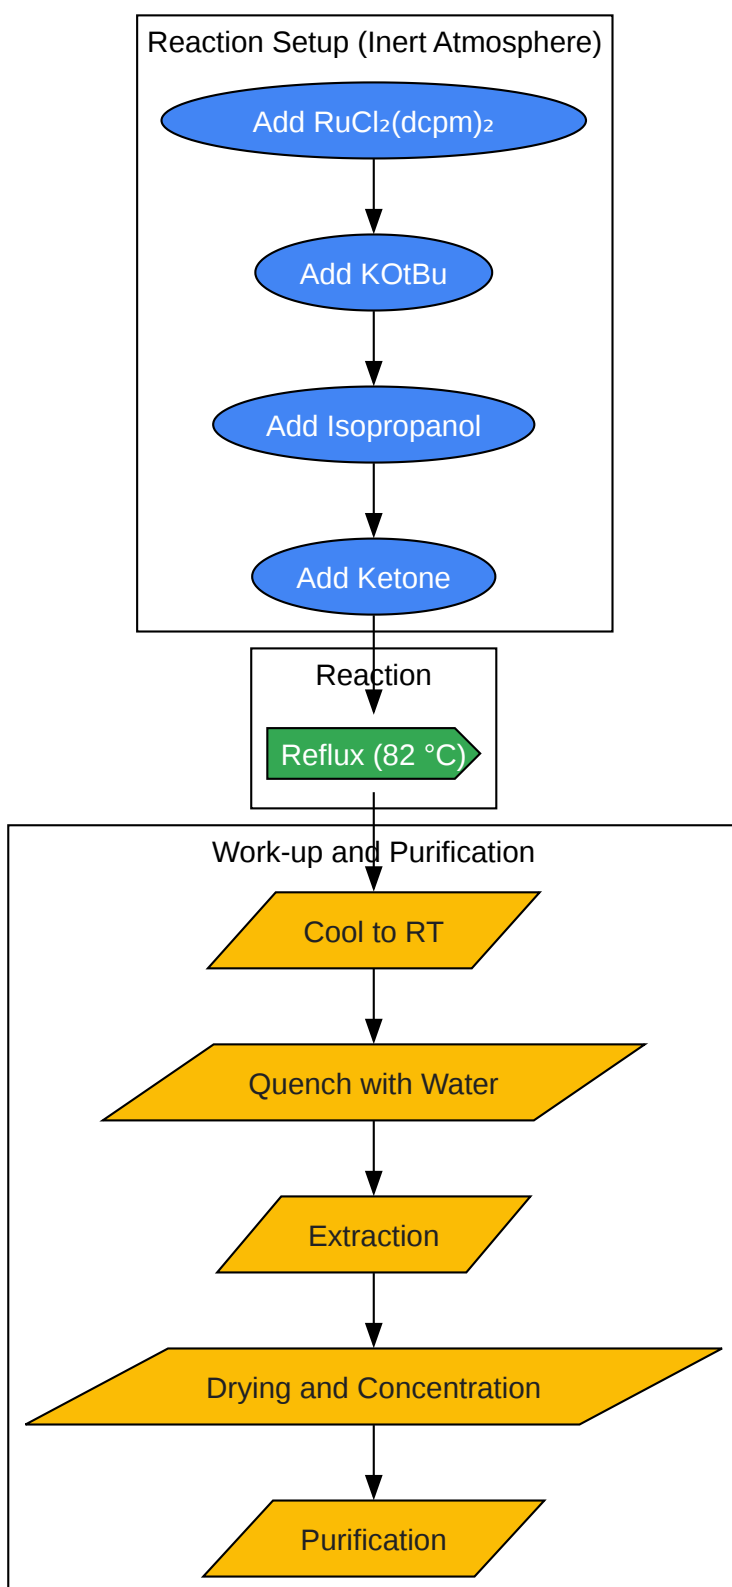 Reaction Setup (Inert Atmosphere)
Add RuCl₂(dcpm)₂
Add KOtBu
Add Isopropanol
Add Ketone
Reaction
Reflux (82 °C)
Work-up and Purification
Cool to RT
Quench with Water
Extraction
Drying and Concentration
Purification